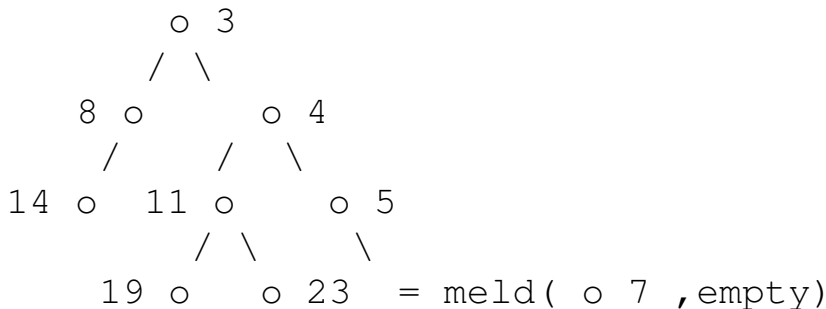 o 3
/ \
8 o o 4
/ / \
14 o 11 o o 5
/ \ \
19 o o 23 = meld( o 7 ,empty)